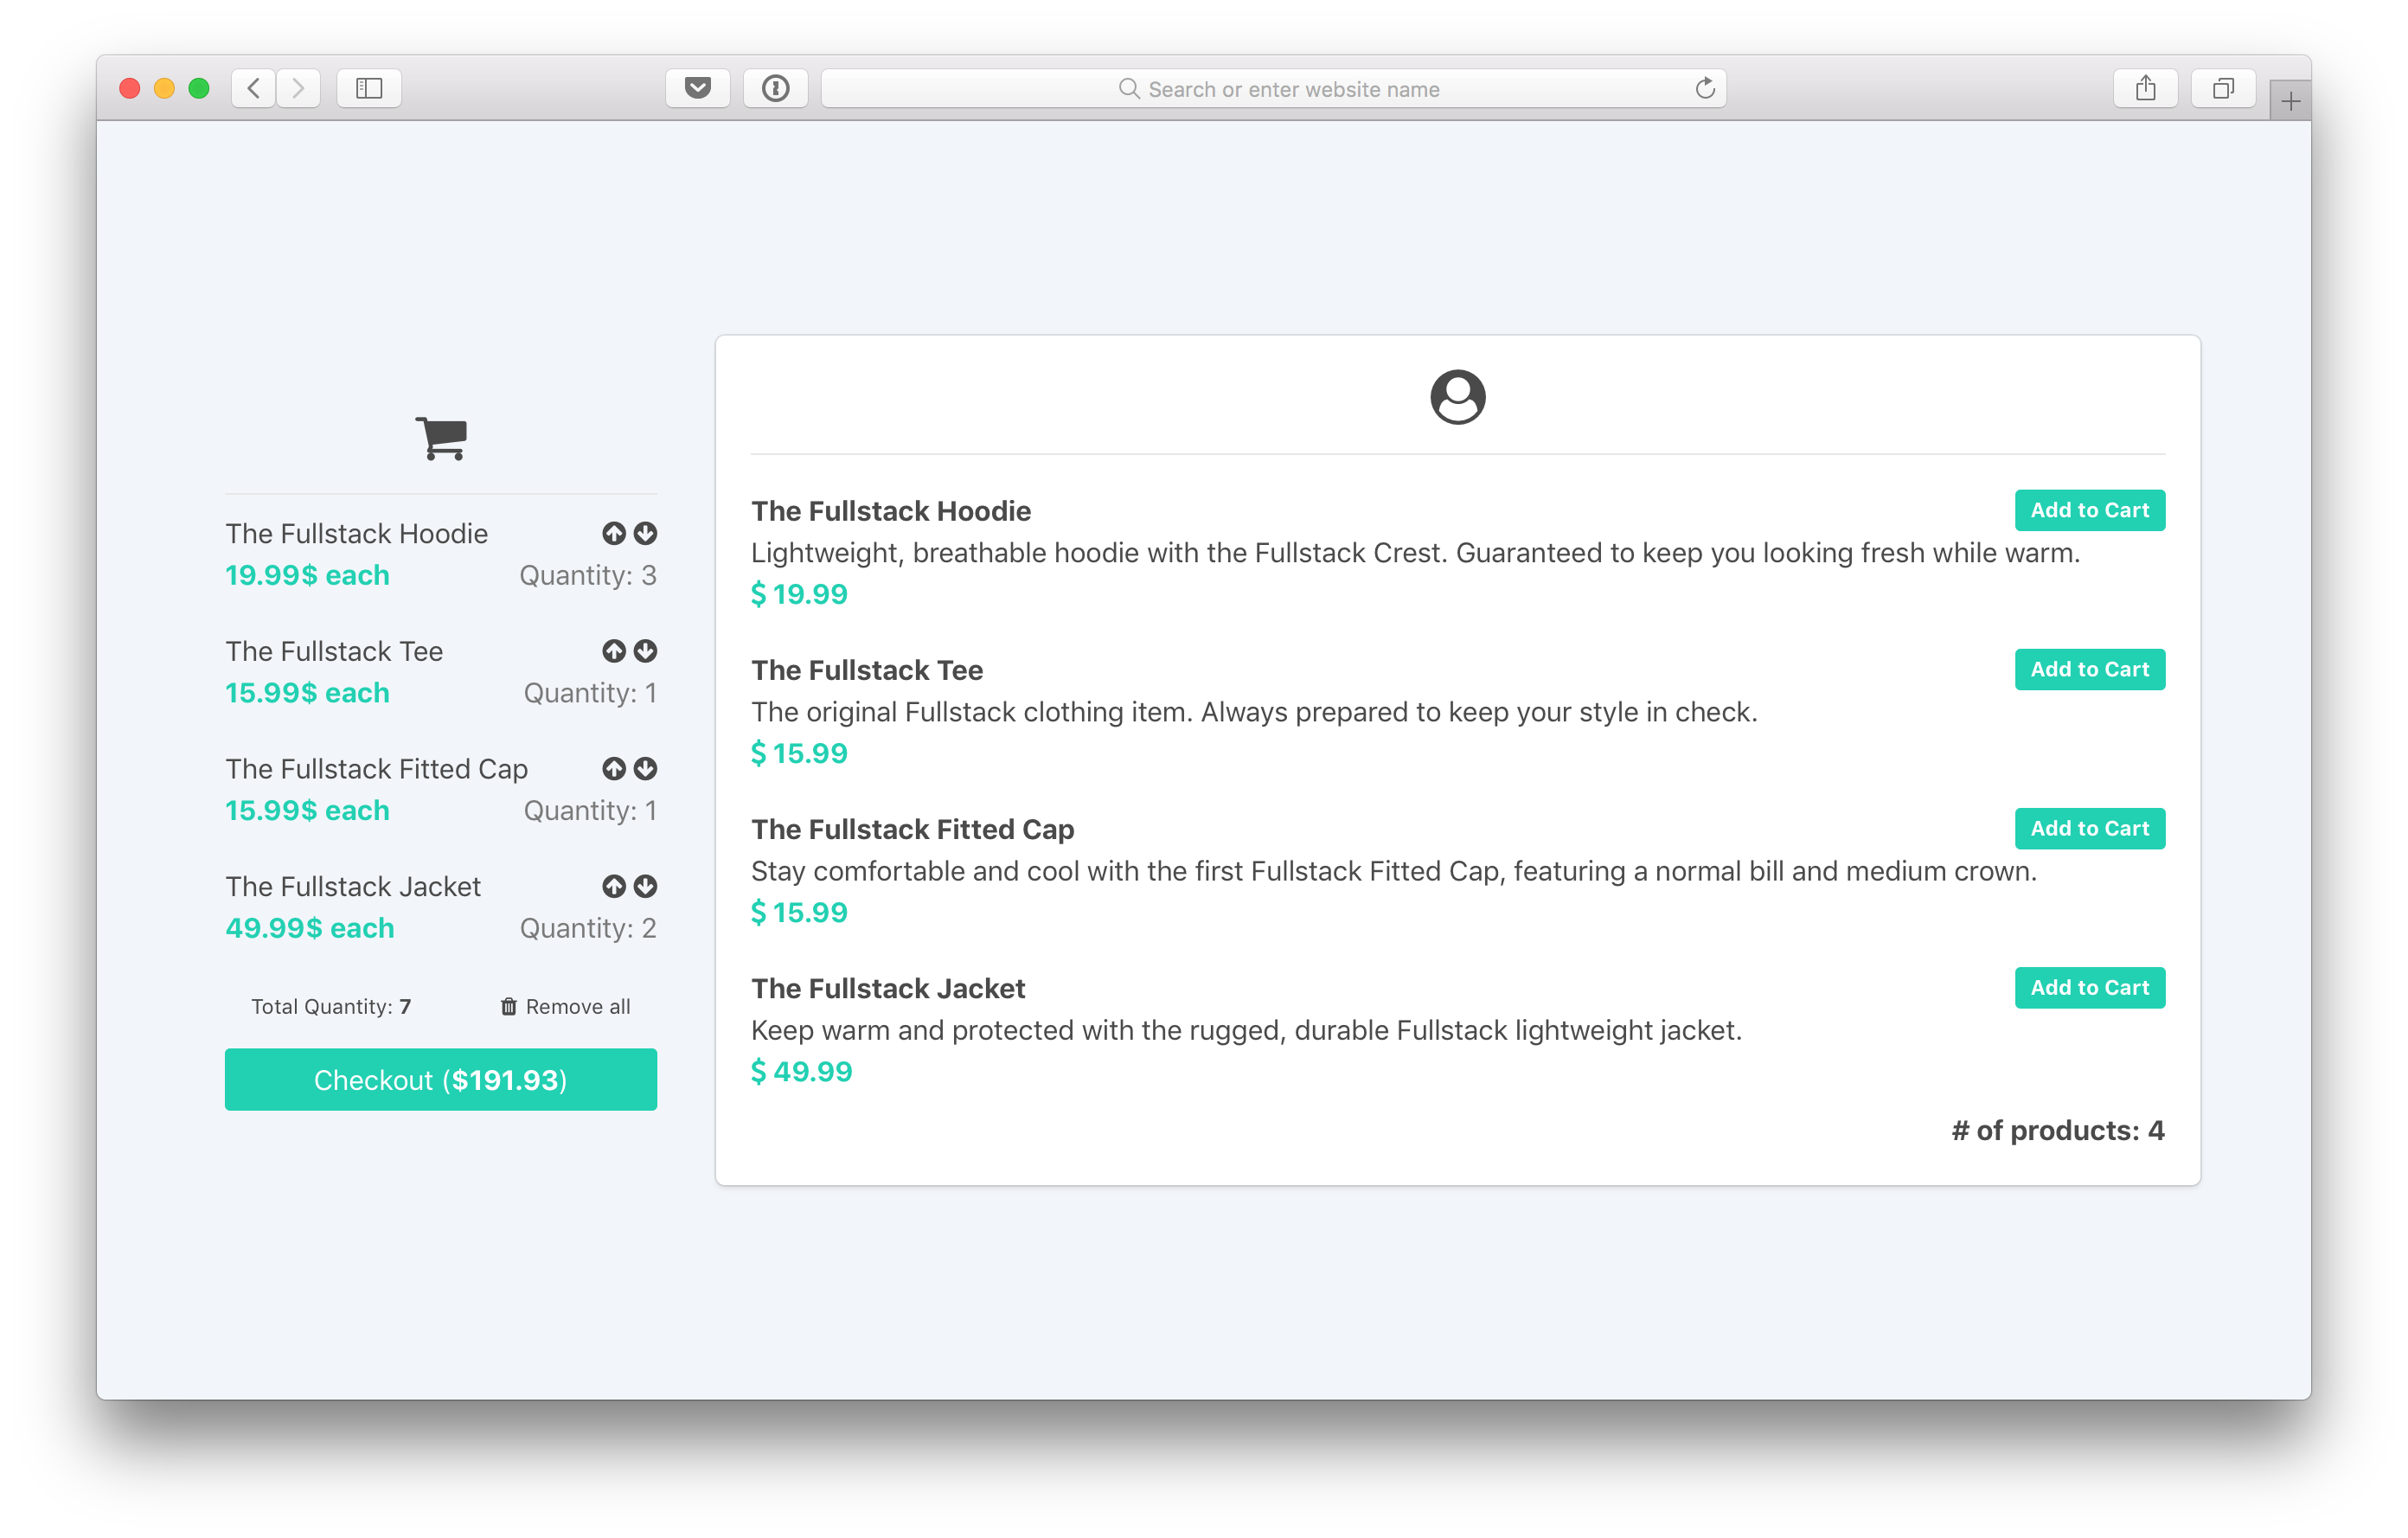 Search or enter website name
The Fullstack Hoodie
19.99$ each Quantity: 3
The Fullstack Tee
15.99$ each Quantity: 1
The Fullstack Fitted Cap
15.99$ each Quantity: 1
The Fullstack Jacket
49.99$ each Quantity: 2
Total Quantity: 7 Remove all
Checkout ($191.93)
The Fullstack Hoodie Add to Cart
Lightweight, breathable hoodie with the Fullstack Crest. Guaranteed to keep you looking fresh while warm.
$ 19.99
The Fullstack Tee Add to Cart
The original Fullstack clothing item. Always prepared to keep your style in check.
$ 15.99
The Fullstack Fitted Cap Add to Cart
Stay comfortable and cool with the first Fullstack Fitted Cap, featuring a normal bill and medium crown.
$ 15.99
The Fullstack Jacket Add to Cart
Keep warm and protected with the rugged, durable Fullstack lightweight jacket.
$ 49.99
# of products: 4